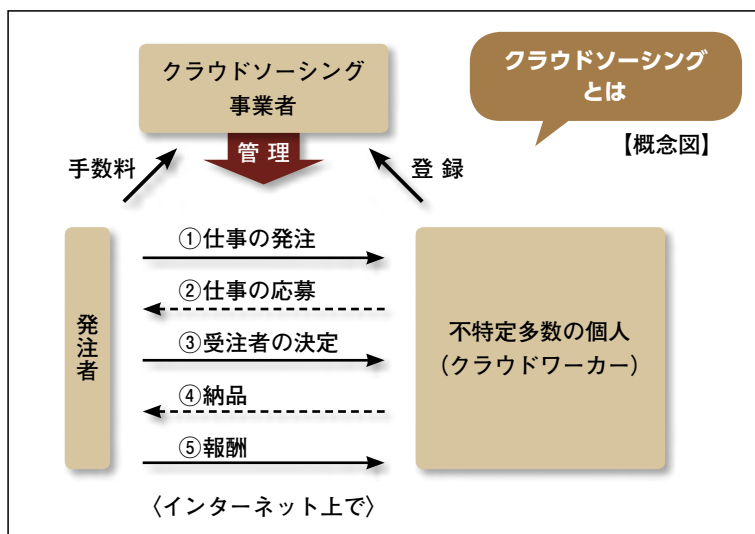 クラウドソーシング
事業者
クラウドソーシング
とは
【概念図】
管理
手数料
登録
①仕事の発注
②仕事の応募
③受注者の決定
④納品
⑤報酬
発注者
不特定多数の個人
（クラウドワーカー）
〈インターネット上で〉